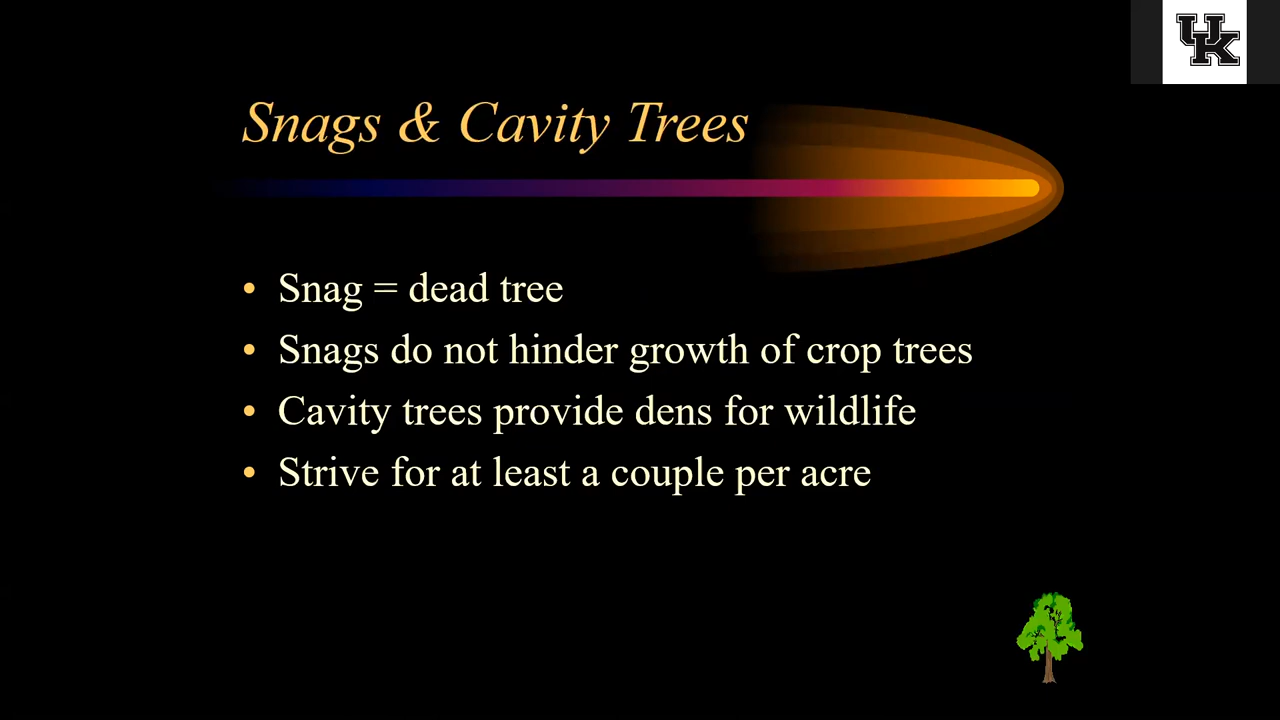 UK
Snags & Cavity Trees
• Snag = dead tree
• Snags do not hinder growth of crop trees
• Cavity trees provide dens for wildlife
• Strive for at least a couple per acre